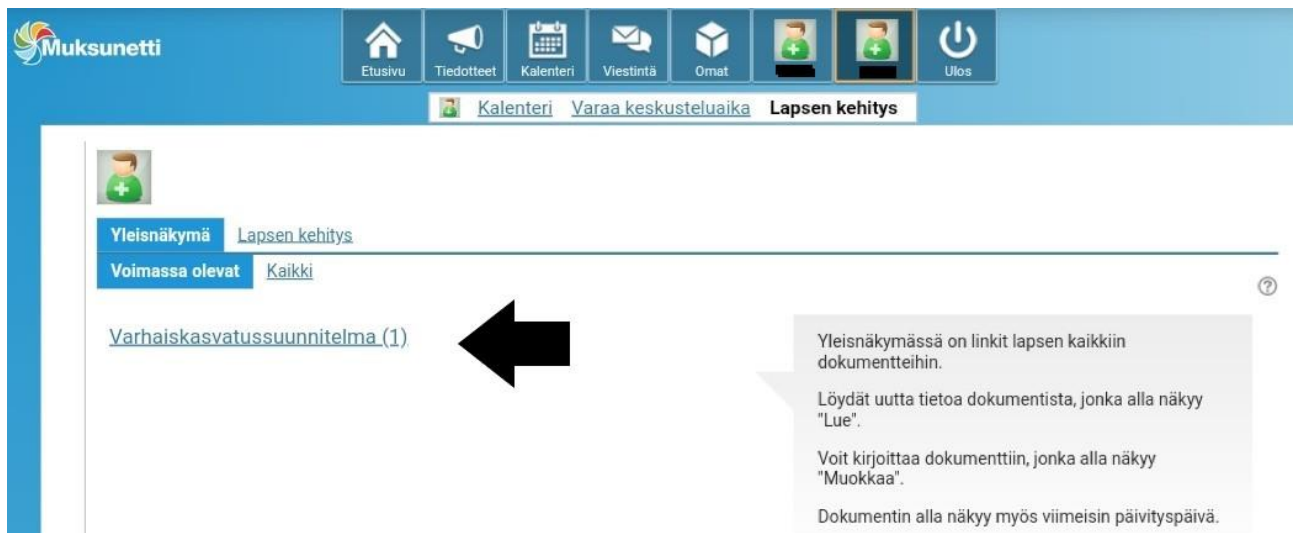 Muksunetti
Etusivu
Tiedotteet
Kalenteri
Viestintä
Omat
Ulos
Kalenteri Varaa keskusteluaika Lapsen kehitys
Yleisnäkymä Lapsen kehitys
Voimassa olevat Kaikki
?
Varhaiskasvatussuunnitelma (1)
Yleisnäkymässä on linkit lapsen kaikkiin
dokumentteihin.
Löydät uutta tietoa dokumentista, jonka alla näkyy
"Lue".
Voit kirjoittaa dokumenttiin, jonka alla näkyy
"Muokkaa".
Dokumentin alla näkyy myös viimeisin päivityspäivä.